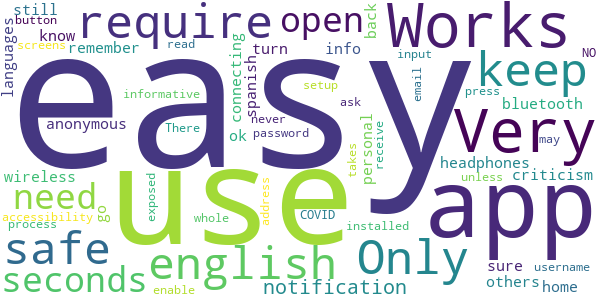 still
button
screens
know
languages
remember
require
read
connecting
spanish
turn
open
info
back
Works
input
email
keep
NO
press
bluetooth
easy
informative
There
setup
ask
never
password
anonymous
Very
may
headphones
unless
criticism
wireless
need
accessibility
go
process
exposed
use
whole
address
COVID
takes
personal
receive
installed
app
safe
seconds
english
enable
notification
Only
sure
username
others
home
ok